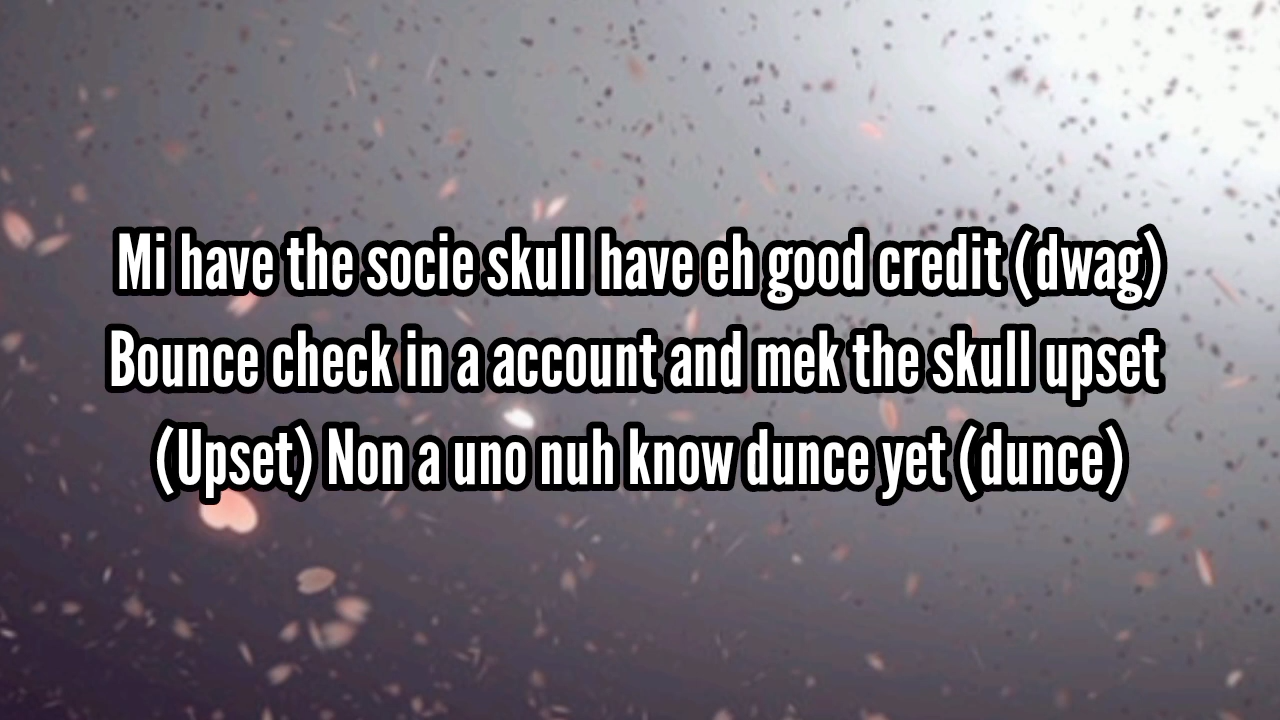 Mi have the socie skull have eh good credit (dwag)
Bounce check in a account and mek the skull upset
(Upset) Non a uno nuh know dunce yet (dunce)